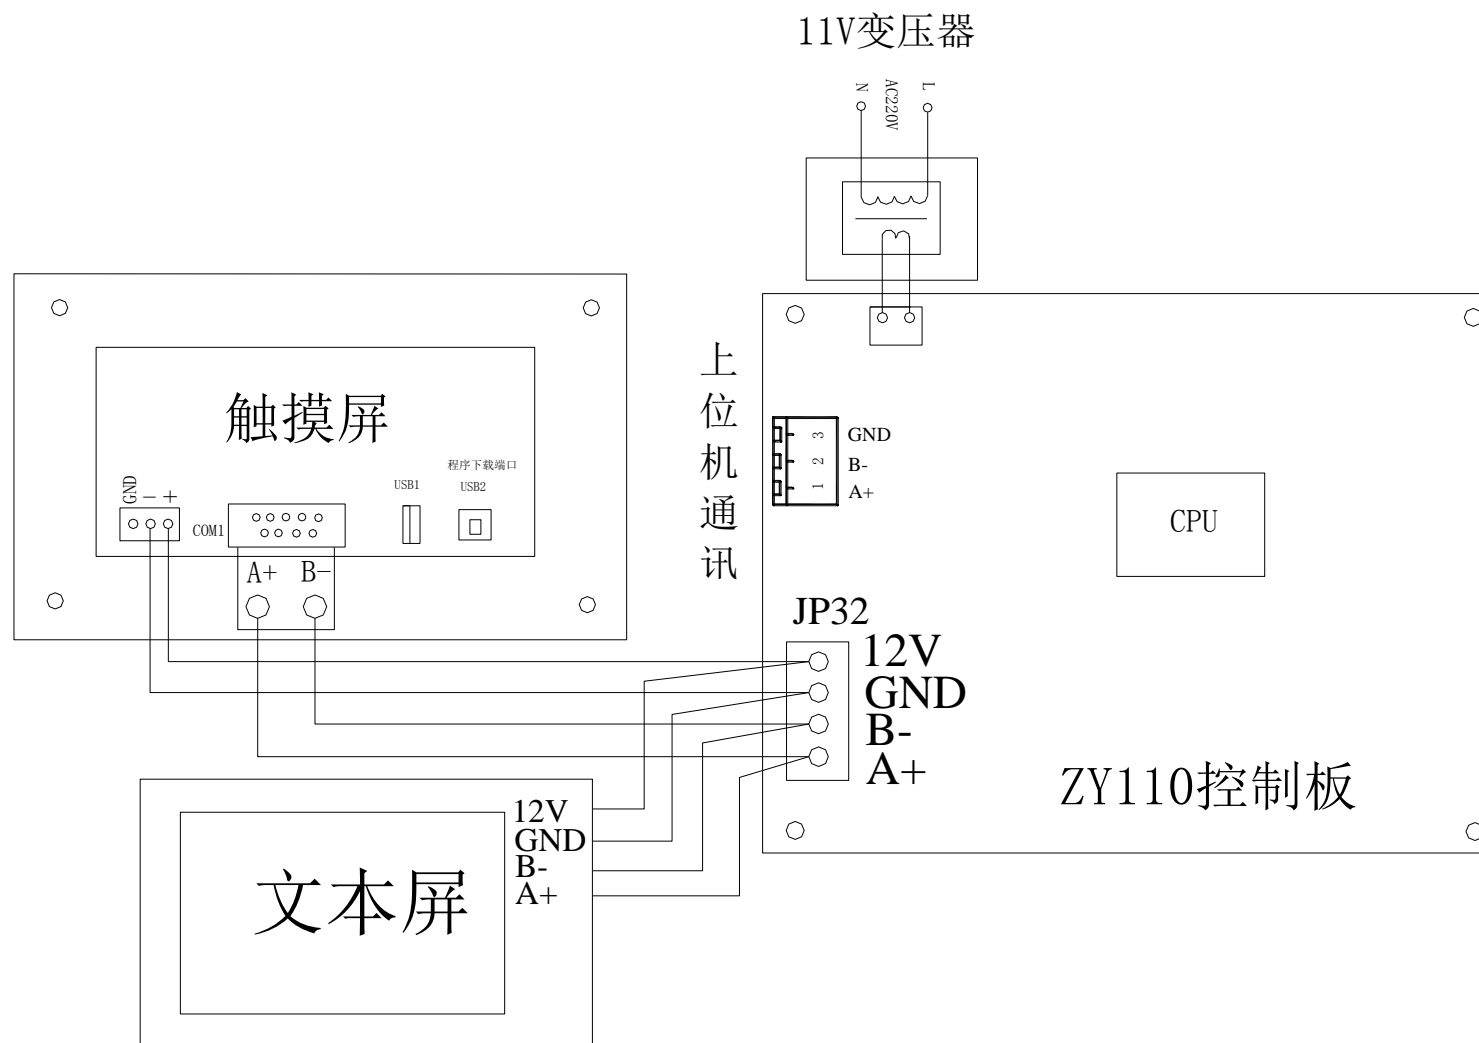 11V变压器
N
AC220V
L
触摸屏
程序下载端口
GND
−
+
COM1
USB1
USB2
A+
B−
上位机通讯
3
GND
2
B-
1
A+
CPU
JP32
12V
GND
B-
A+
ZY110控制板
12V
GND
B-
A+
文本屏